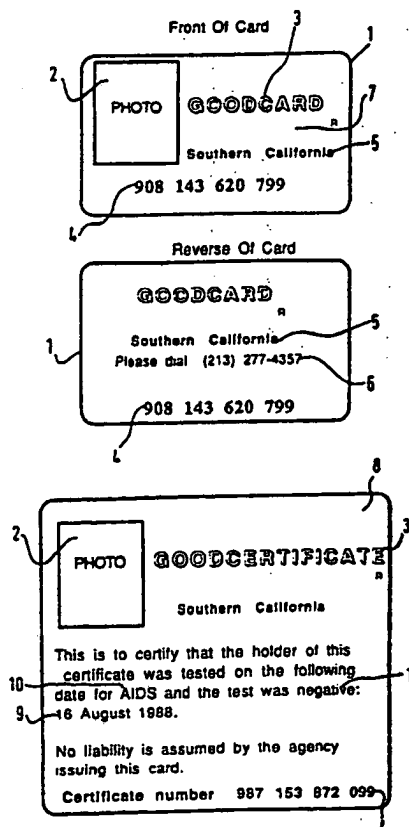 Front Of Card
3
1
2
PHOTO
GOODCARD
7
R
Southern California
5
908 143 620 799
4
Reverse Of Card
GOODCARD
R
Southern California
5
1
Please dial (213) 277-4357
6
908 143 620 799
4
8
2
3
PHOTO
GOODCERTIFICATE
R
Southern California
This is to certify that the holder of this
certificate was tested on the following
10
date for AIDS and the test was negative:
9
16 August 1988.
No liability is assumed by the agency
issuing this card.
Certificate number 987 153 872 099